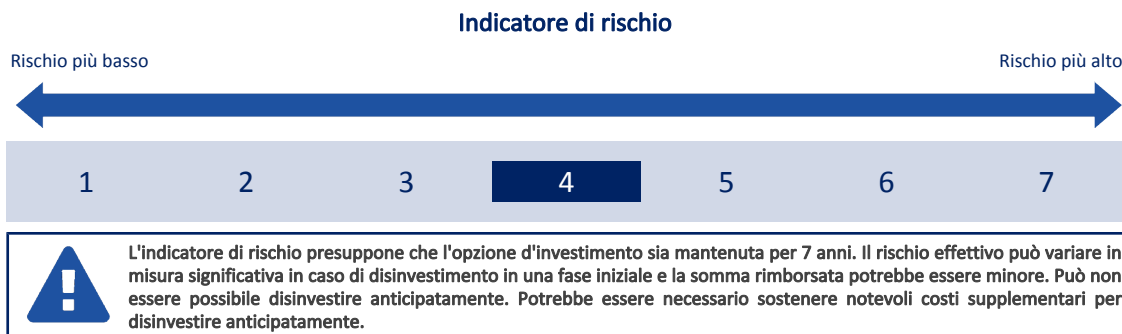 Indicatore di rischio
Rischio più basso Rischio più alto
1 2 3 4 5 6 7
L'indicatore di rischio presuppone che l'opzione d'investimento sia mantenuta per 7 anni. Il rischio effettivo può variare in
misura significativa in caso di disinvestimento in una fase iniziale e la somma rimborsata potrebbe essere minore. Può non
essere possibile disinvestire anticipatamente. Potrebbe essere necessario sostenere notevoli costi supplementari per
disinvestire anticipatamente.